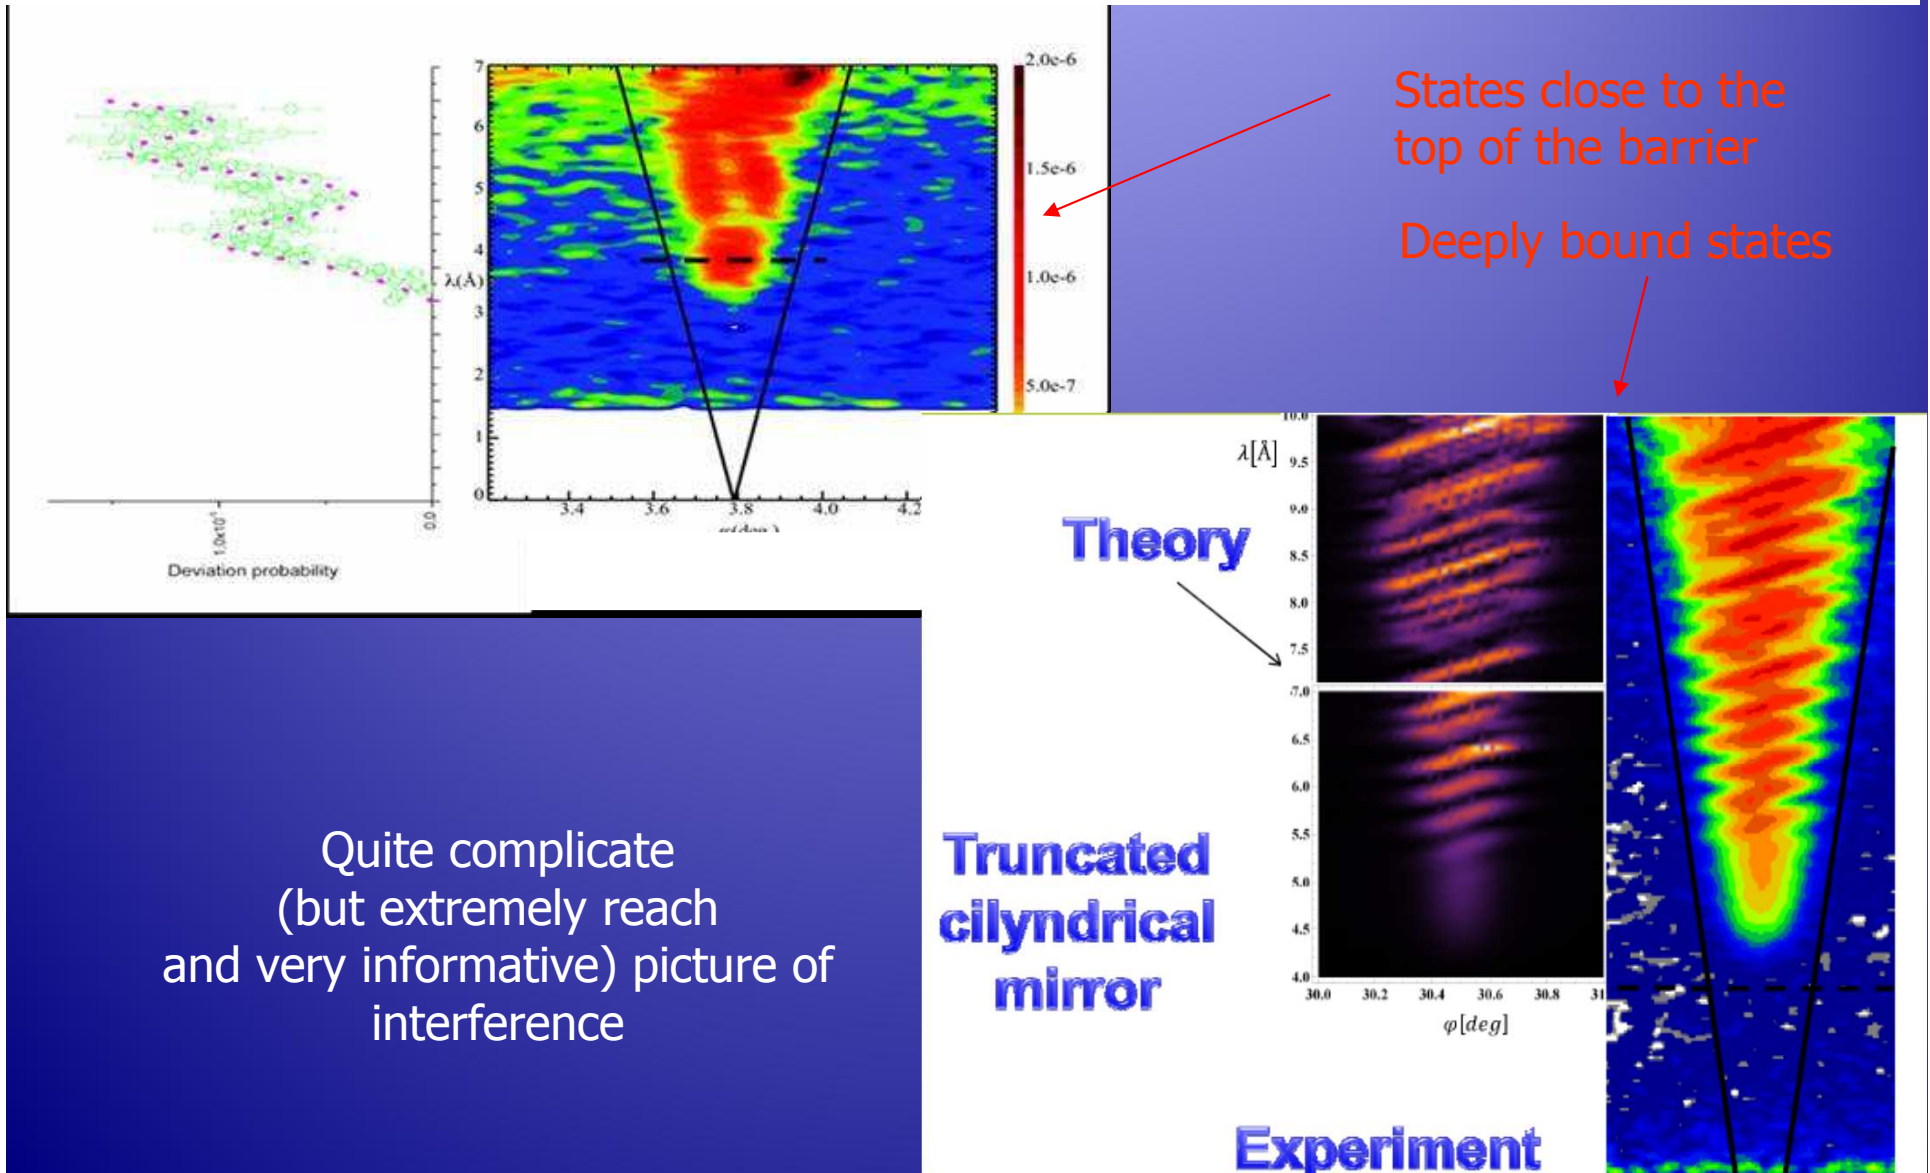 7
6
5
4
λ(Å)
3
2
1
0
3.4 3.6 3.8 4.0 4.2
2.0e-6
1.5e-6
1.0e-6
5.0e-7
0.0
Deviation probability
States close to the
top of the barrier
Deeply bound states
λ[Å]
10.0
9.5
9.0
8.5
8.0
7.5
7.0
6.5
6.0
5.5
5.0
4.5
4.0
30.0 30.2 30.4 30.6 30.8 31
φ[deg]
Theory
Truncated
cilyndrical
mirror
Experiment
Quite complicate
(but extremely reach
and very informative) picture of
interference